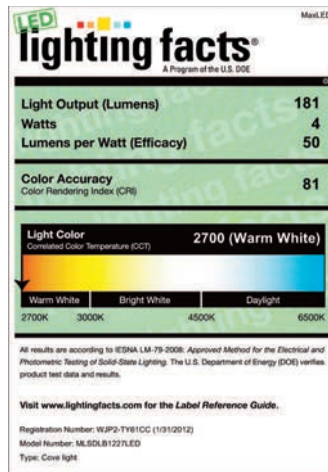 MaxLED
LED
lighting facts®
A Program of the U.S. DOE
Light Output (Lumens) 181
Watts 4
Lumens per Watt (Efficacy) 50
Color Accuracy 81
Color Rendering Index (CRI)
Light Color 2700 (Warm White)
Correlated Color Temperature (CCT)
Warm White Bright White Daylight
2700K 3000K 4500K 6500K
All results are according to IESNA LM-79-2008: Approved Method for the Electrical and
Photometric Testing of Solid-State Lighting. The U.S. Department of Energy (DOE) verifies
product test data and results.
Visit www.lightingfacts.com for the Label Reference Guide.
Registration Number: WJP2-TY61CC (1/31/2012)
Model Number: MLSDLB1227LED
Type: Cove light